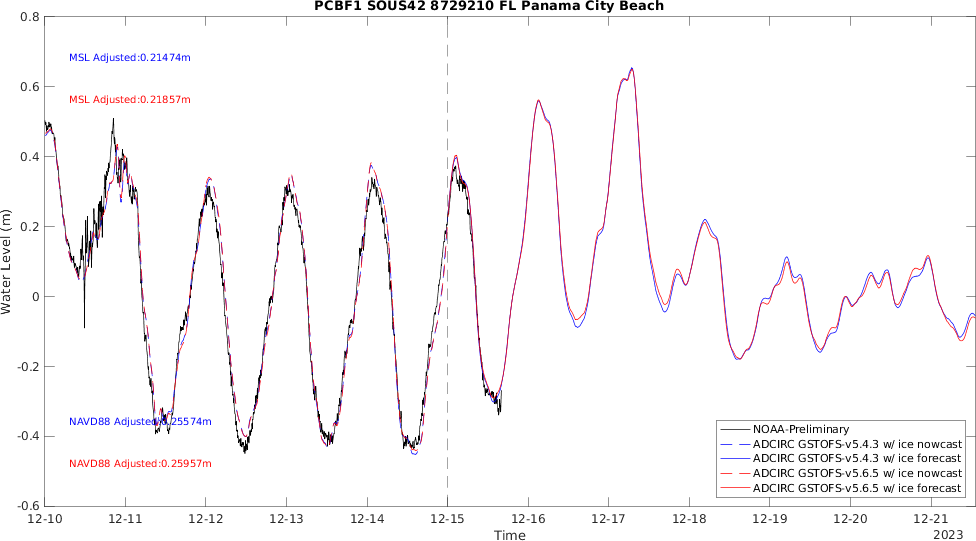 PCBF1 SOUS42 8729210 FL Panama City Beach
0.8
MSL Adjusted:0.21474m
0.6
MSL Adjusted:0.21857m
0.4
0.2
Water Level (m)
0
-0.2
NAVD88 Adjusted:0.25574m
-0.4
NAVD88 Adjusted:0.25957m
-0.6
NOAA-Preliminary
ADCIRC GSTOFS-v5.4.3 w/ ice nowcast
ADCIRC GSTOFS-v5.4.3 w/ ice forecast
ADCIRC GSTOFS-v5.6.5 w/ ice nowcast
ADCIRC GSTOFS-v5.6.5 w/ ice forecast
12-10 12-11 12-12 12-13 12-14 12-15 12-16 12-17 12-18 12-19 12-20 12-21
Time
2023